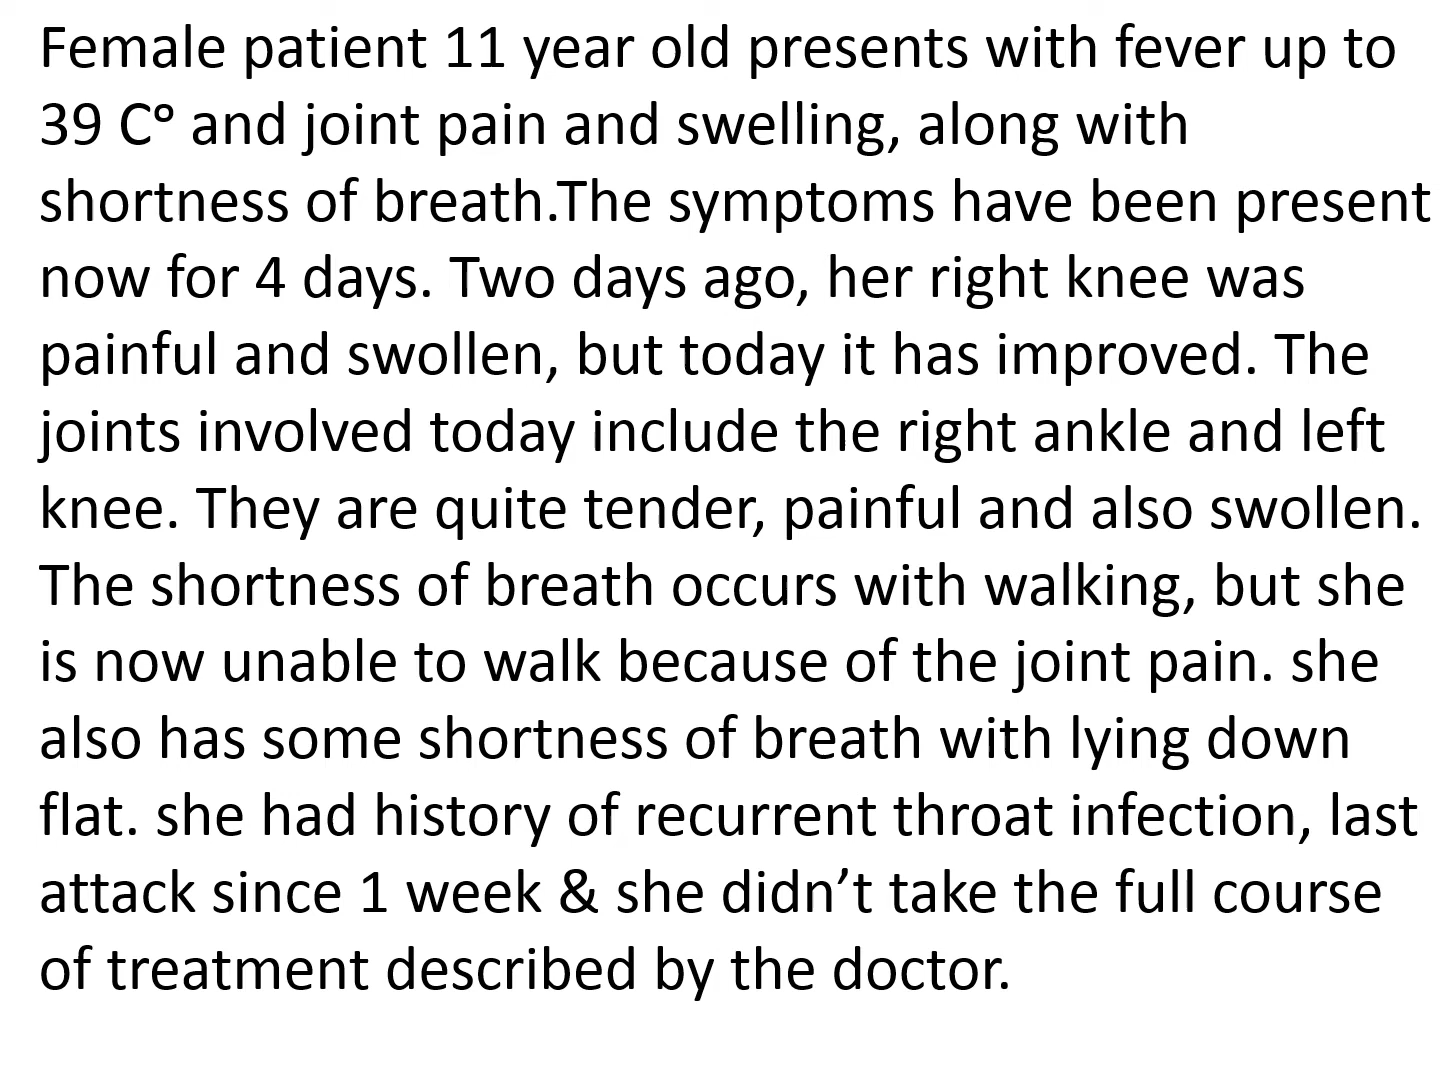 Female patient 11 year old presents with fever up to
39 C° and joint pain and swelling, along with
shortness of breath.The symptoms have been present
now for 4 days. Two days ago, her right knee was
painful and swollen, but today it has improved. The
joints involved today include the right ankle and left
knee. They are quite tender, painful and also swollen.
The shortness of breath occurs with walking, but she
is now unable to walk because of the joint pain. she
also has some shortness of breath with lying down
flat. she had history of recurrent throat infection, last
attack since 1 week & she didn’t take the full course
of treatment described by the doctor.